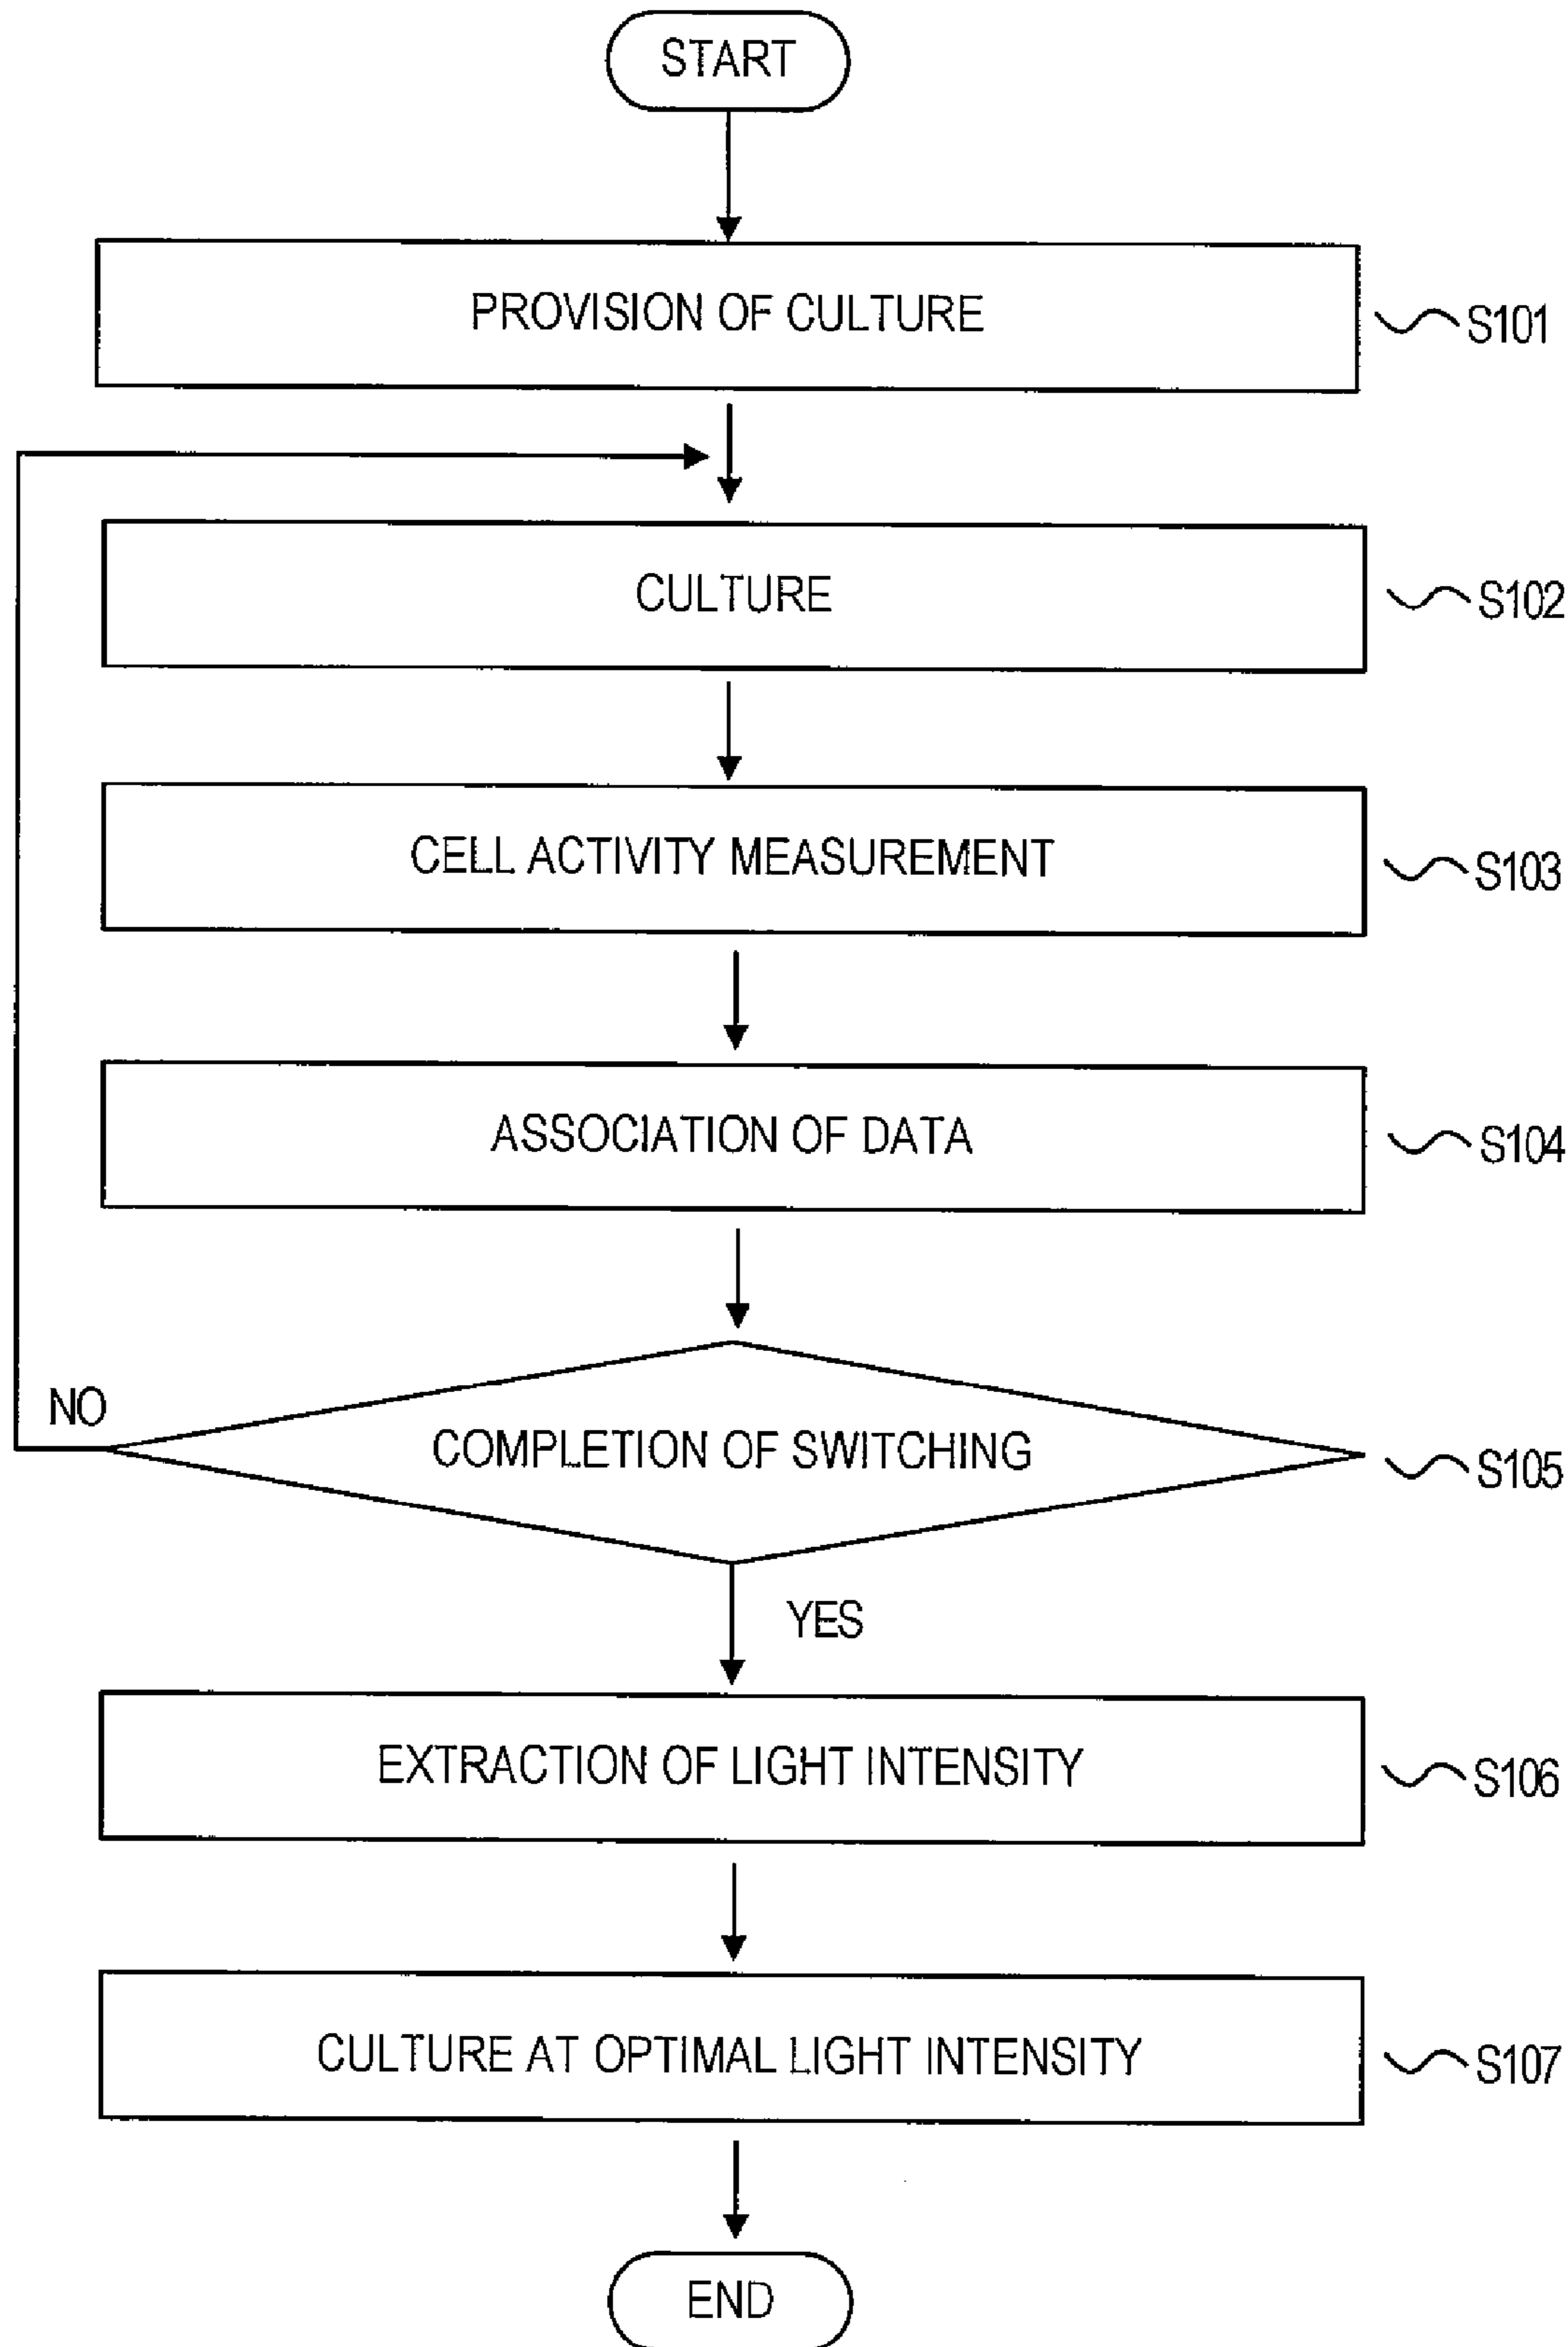 START
PROVISION OF CULTURE
S101
CULTURE
S102
CELL ACTIVITY MEASUREMENT
S103
ASSOCIATION OF DATA
S104
NO
COMPLETION OF SWITCHING
S105
YES
EXTRACTION OF LIGHT INTENSITY
S106
CULTURE AT OPTIMAL LIGHT INTENSITY
S107
END